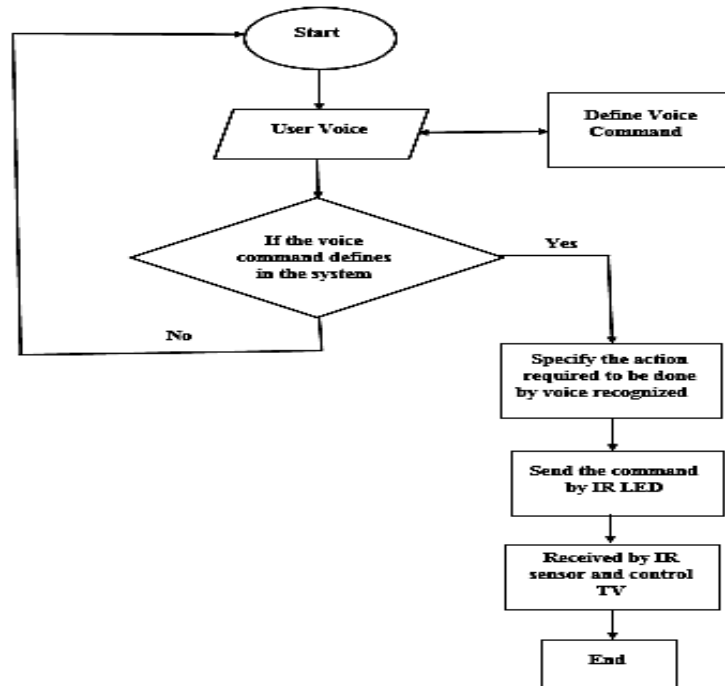 Start
User Voice
Define Voice
Command
If the voice
command defines
in the system
Yes
No
Specify the action
required to be done
by voice recognized
Send the command
by IR LED
Received by IR
sensor and control
TV
End